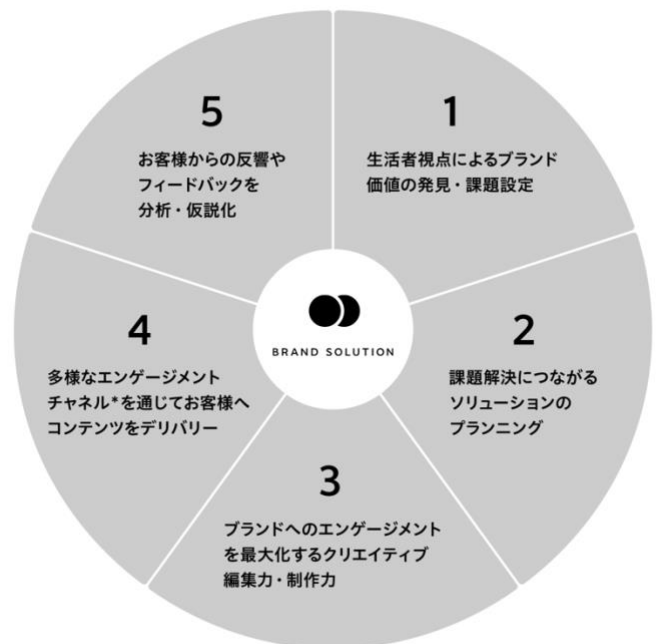 1
生活者視点によるブランド
価値の発見・課題設定
2
課題解決につながる
ソリューションの
プランニング
3
ブランドへのエンゲージメント
を最大化するクリエイティブ
編集力・制作力
4
多様なエンゲージメント
チャネル*を通じてお客様へ
コンテンツをデリバリー
5
お客様からの反響や
フィードバックを
分析・仮説化
BRAND SOLUTION